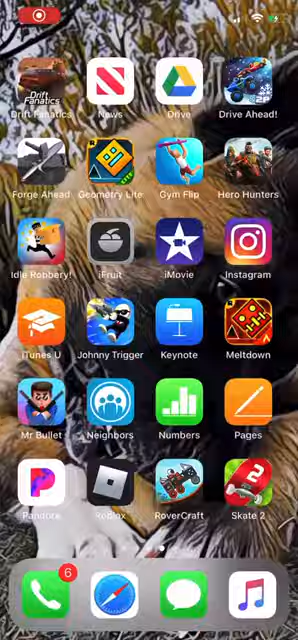 Drift Fanatics
Drift Fanatics News Drive Drive Ahead!
Forge Ahead Geometry Lite Gym Flip Hero Hunters
Idle Robbery! iFruit iMovie Instagram
iTunes U Johnny Trigger Keynote Meltdown
Mr Bullet Neighbors Numbers Pages
2
Pandora Roblox RoverCraft Skate 2
6